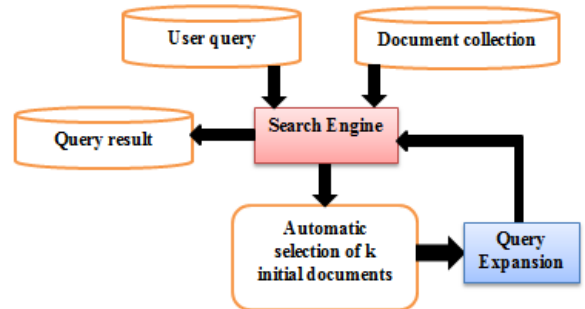 User query
Document collection
Search Engine
Query result
Automatic
selection of k
initial documents
Query
Expansion